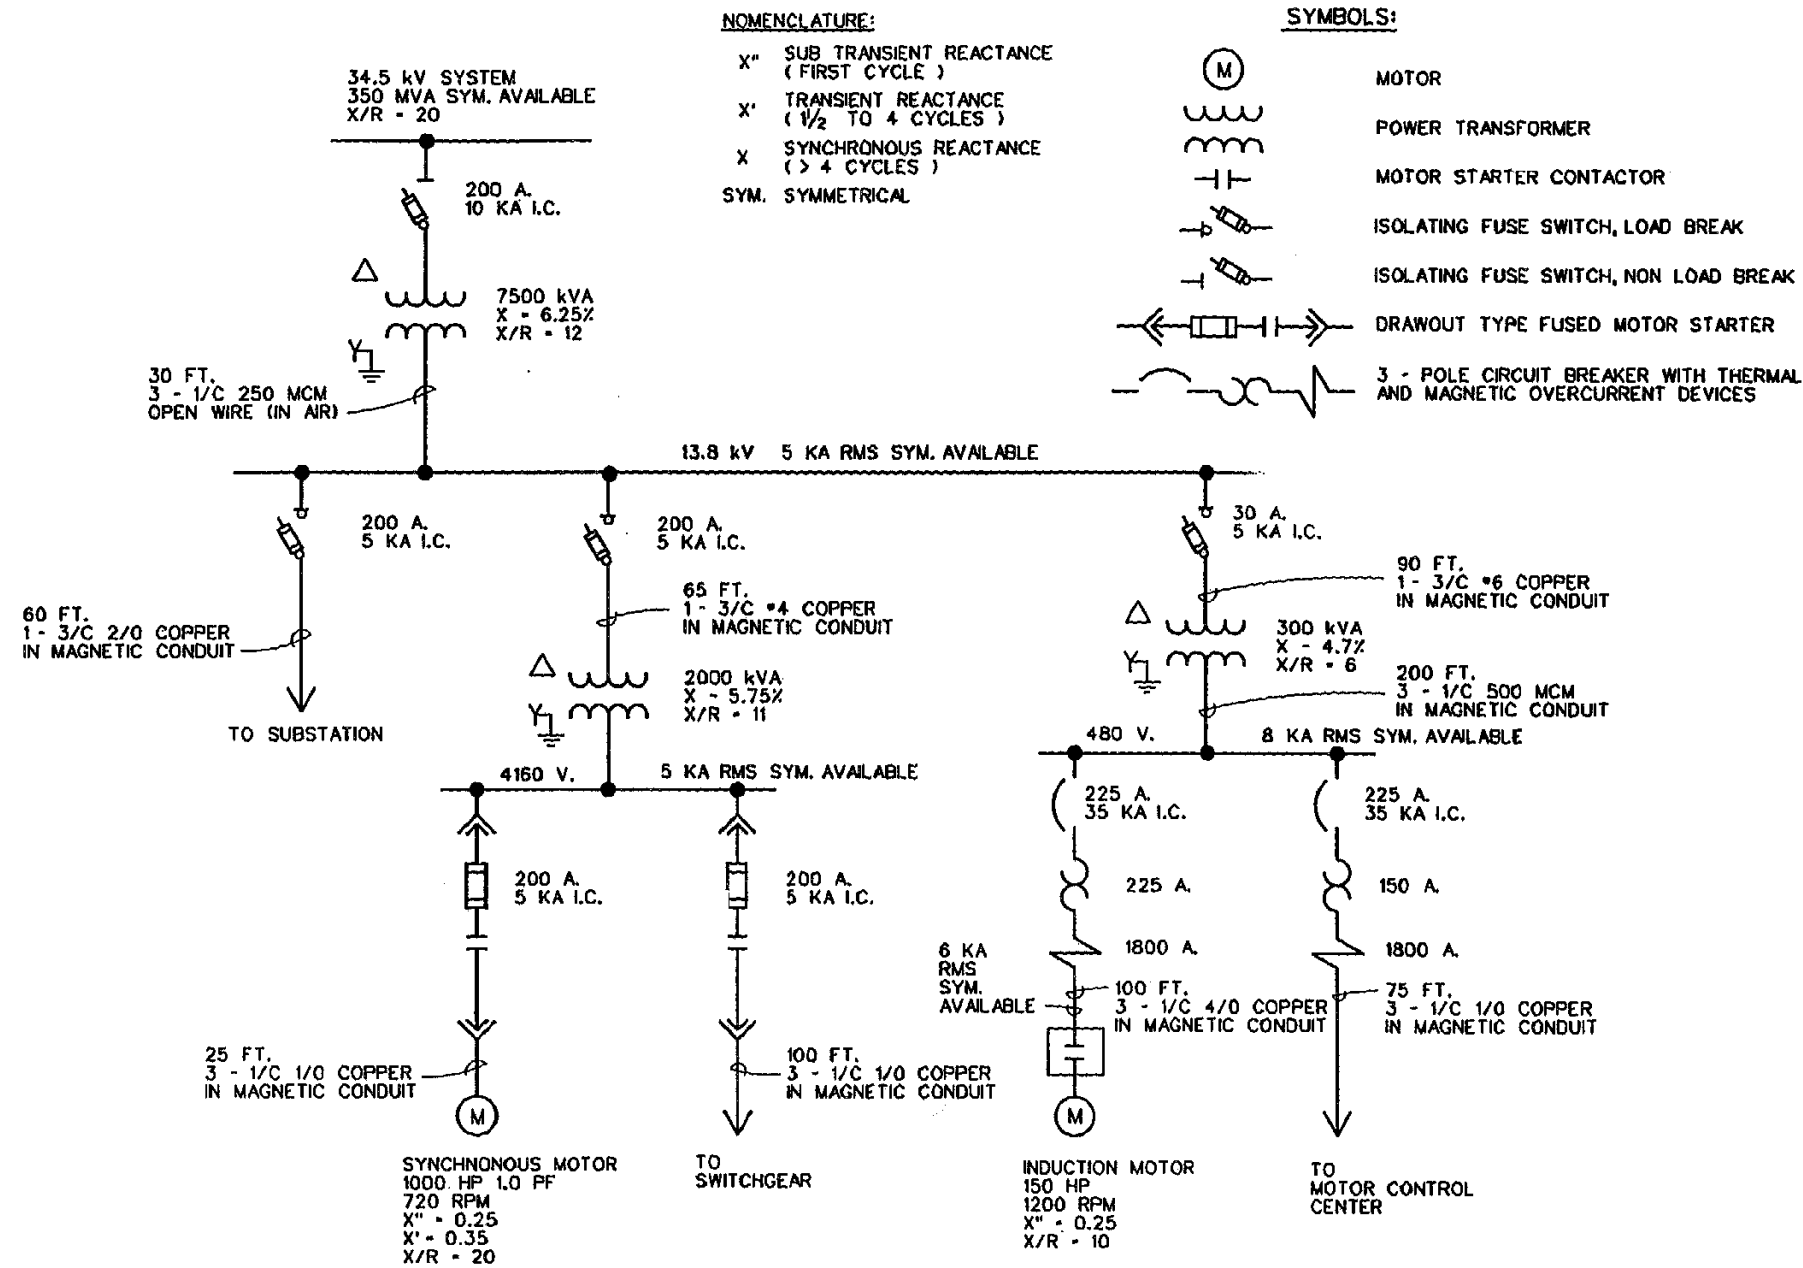 NOMENCLATURE:
X" SUB TRANSIENT REACTANCE
( FIRST CYCLE )
X' TRANSIENT REACTANCE
( 1 1/2 TO 4 CYCLES )
X SYNCHRONOUS REACTANCE
( > 4 CYCLES )
SYM. SYMMETRICAL
SYMBOLS:
M MOTOR
POWER TRANSFORMER
MOTOR STARTER CONTACTOR
ISOLATING FUSE SWITCH, LOAD BREAK
ISOLATING FUSE SWITCH, NON LOAD BREAK
DRAWOUT TYPE FUSED MOTOR STARTER
3 - POLE CIRCUIT BREAKER WITH THERMAL
AND MAGNETIC OVERCURRENT DEVICES
34.5 kV SYSTEM
350 MVA SYM. AVAILABLE
X/R - 20
200 A.
10 KA I.C.
7500 kVA
X - 6.25%
X/R - 12
30 FT.
3 - 1/C 250 MCM
OPEN WIRE (IN AIR)
13.8 kV 5 KA RMS SYM. AVAILABLE
200 A.
5 KA I.C.
60 FT.
1 - 3/C 2/0 COPPER
IN MAGNETIC CONDUIT
TO SUBSTATION
200 A.
5 KA I.C.
65 FT.
1 - 3/C #4 COPPER
IN MAGNETIC CONDUIT
2000 kVA
X - 5.75%
X/R - 11
4160 V. 5 KA RMS SYM. AVAILABLE
200 A.
5 KA I.C.
25 FT.
3 - 1/C 1/0 COPPER
IN MAGNETIC CONDUIT
M
SYNCHNONOUS MOTOR
1000 HP 1.0 PF
720 RPM
X" - 0.25
X' - 0.35
X/R - 20
200 A.
5 KA I.C.
100 FT.
3 - 1/C 1/0 COPPER
IN MAGNETIC CONDUIT
TO
SWITCHGEAR
30 A.
5 KA I.C.
90 FT.
1 - 3/C #6 COPPER
IN MAGNETIC CONDUIT
300 kVA
X - 4.7%
X/R - 6
200 FT.
3 - 1/C 500 MCM
IN MAGNETIC CONDUIT
480 V. 8 KA RMS SYM. AVAILABLE
225 A.
35 KA I.C.
225 A.
1800 A.
6 KA
RMS
SYM.
AVAILABLE
100 FT.
3 - 1/C 4/0 COPPER
IN MAGNETIC CONDUIT
M
INDUCTION MOTOR
150 HP
1200 RPM
X" - 0.25
X/R - 10
225 A.
35 KA I.C.
150 A.
1800 A.
75 FT.
3 - 1/C 1/0 COPPER
IN MAGNETIC CONDUIT
TO
MOTOR CONTROL
CENTER